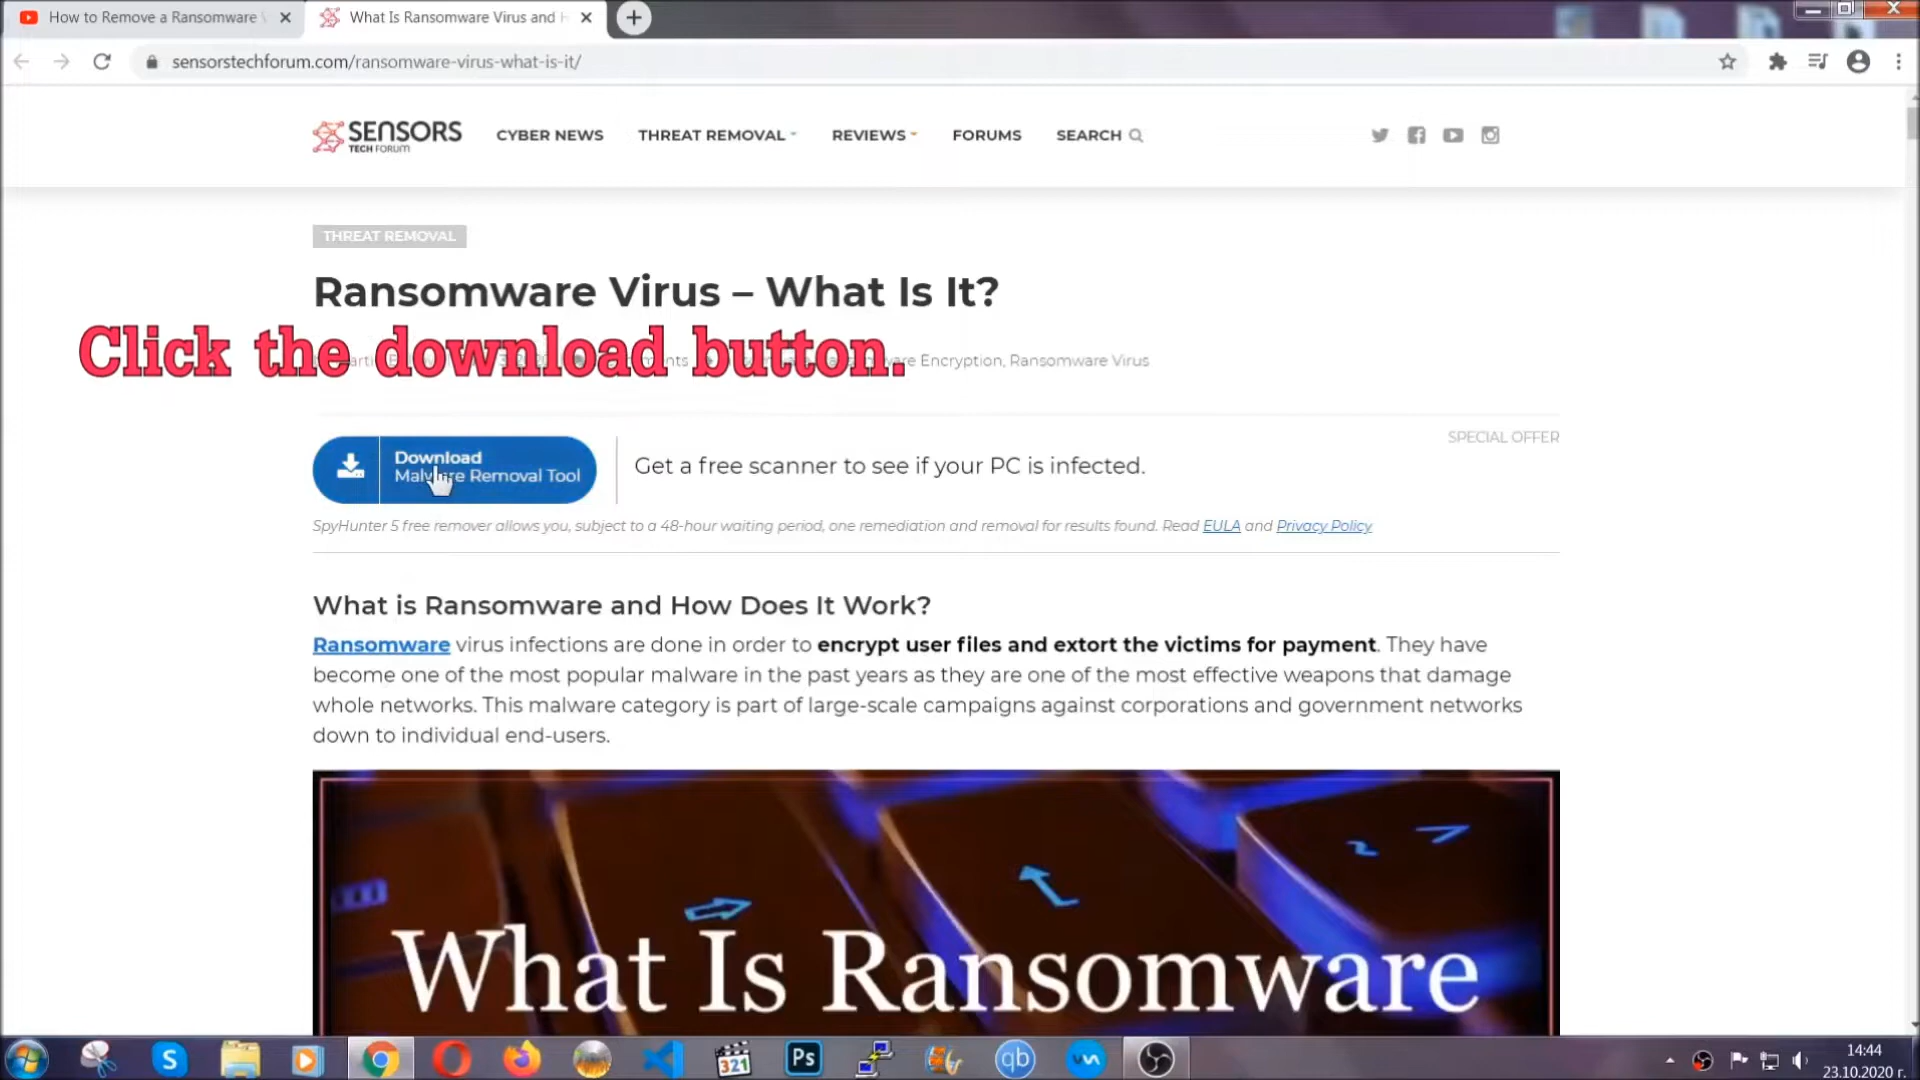 How to Remove a Ransomware
What Is Ransomware Virus and
sensorstechforum.com/ransomware-virus-what-is-it/
SENSORS
TECH FORUM
CYBER NEWS
THREAT REMOVAL
REVIEWS
FORUMS
SEARCH
THREAT REMOVAL
Ransomware Virus – What Is It?
Click the download button.
Encryption, Ransomware Virus
SPECIAL OFFER
Download
Malware Removal Tool
Get a free scanner to see if your PC is infected.
SpyHunter 5 free remover allows you, subject to a 48-hour waiting period, one remediation and removal for results found. Read EULA and Privacy Policy
What is Ransomware and How Does It Work?
Ransomware virus infections are done in order to encrypt user files and extort the victims for payment. They have
become one of the most popular malware in the past years as they are one of the most effective weapons that damage
whole networks. This malware category is part of large-scale campaigns against corporations and government networks
down to individual end-users.
What Is Ransomware
S
321
Ps
qb
14:44
23.10.2020 г.